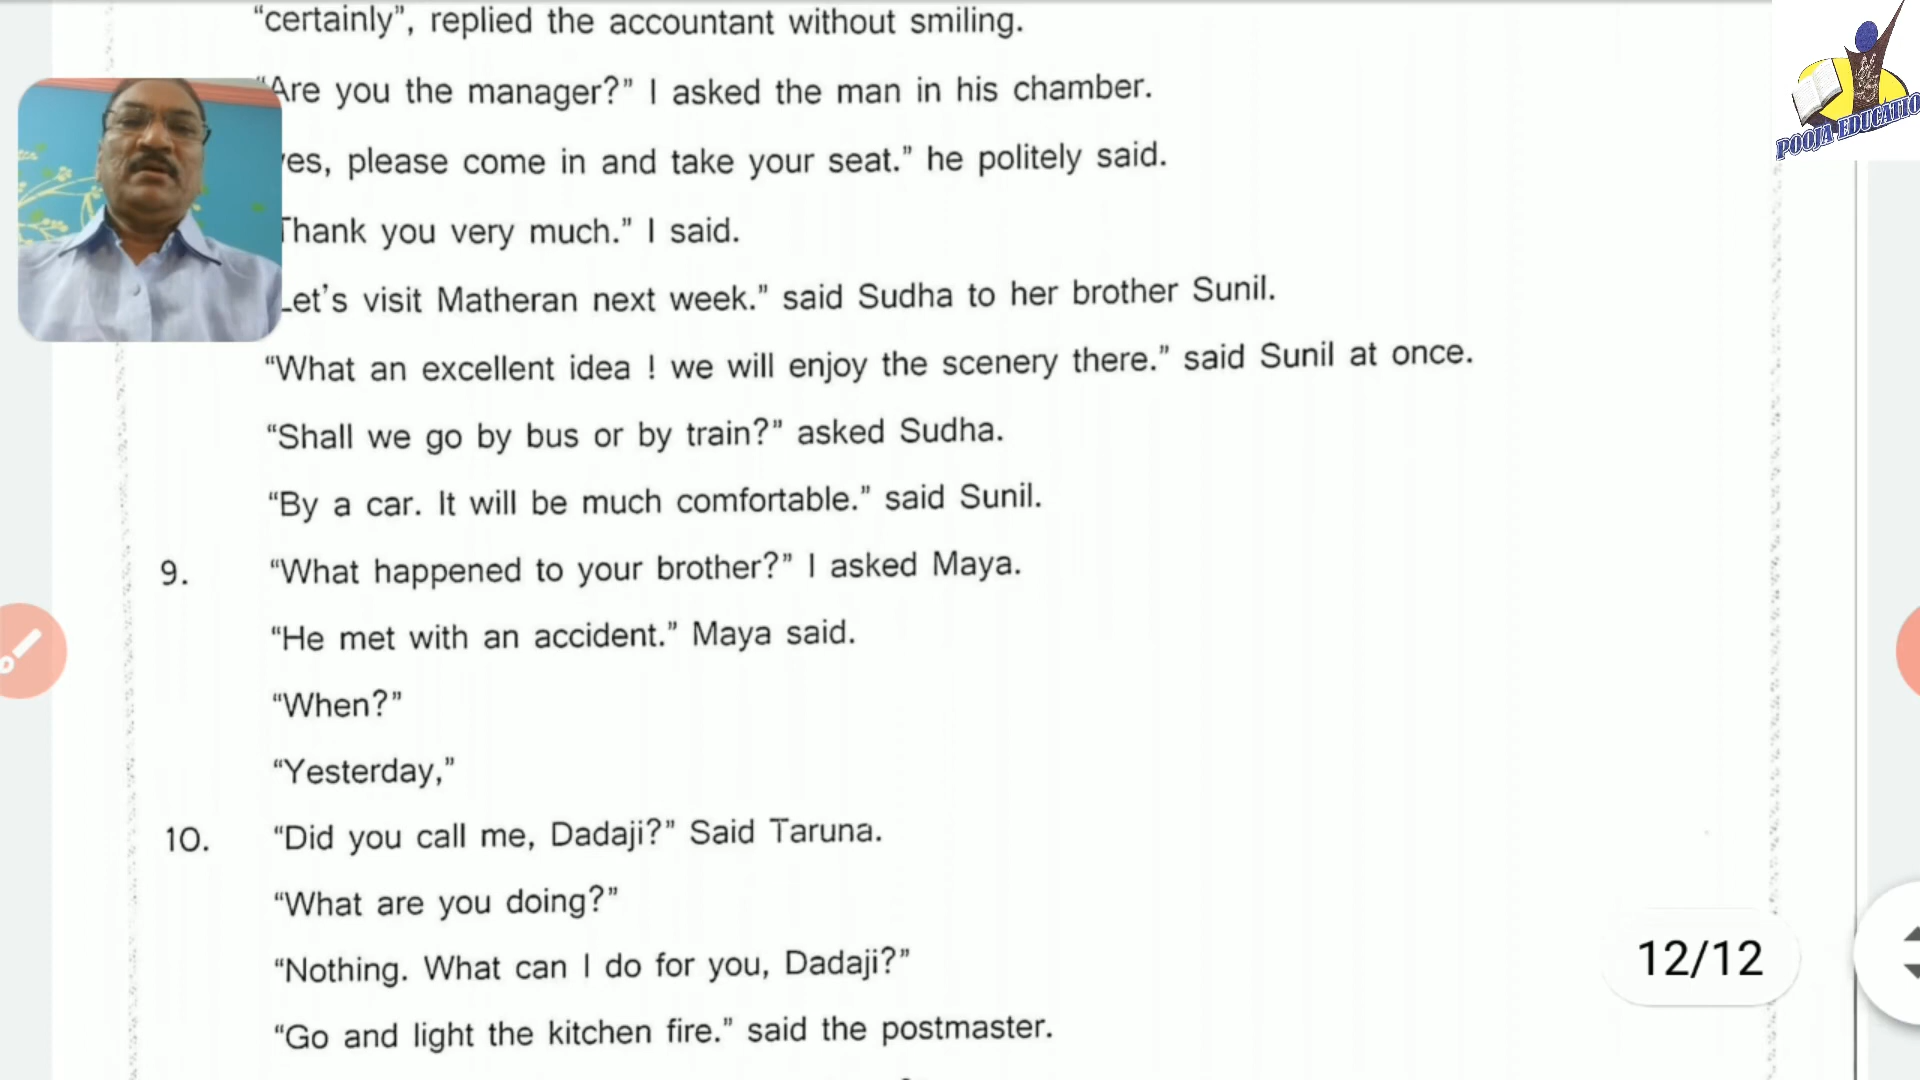 “certainly”, replied the accountant without smiling.
“Are you the manager?” I asked the man in his chamber.
yes, please come in and take your seat.” he politely said.
Thank you very much.” I said.
Let’s visit Matheran next week.” said Sudha to her brother Sunil.
“What an excellent idea ! we will enjoy the scenery there.” said Sunil at once.
“Shall we go by bus or by train?” asked Sudha.
“By a car. It will be much comfortable.” said Sunil.
9. “What happened to your brother?” I asked Maya.
“He met with an accident.” Maya said.
“When?”
“Yesterday,”
10. “Did you call me, Dadaji?” Said Taruna.
“What are you doing?”
“Nothing. What can I do for you, Dadaji?”
“Go and light the kitchen fire.” said the postmaster.
12/12
POOJA EDUCATIO